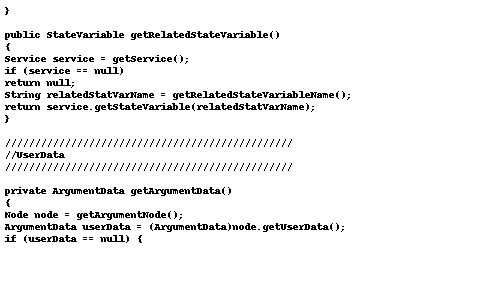 }
public StateVariable getRelatedStateVariable()
{
Service service = getService();
if (service == null)
return null;
String relatedStatVarName = getRelatedStateVariableName();
return service.getStateVariable(relatedStatVarName);
}
////////////////////////////////////////////////
//UserData
////////////////////////////////////////////////
private ArgumentData getArgumentData()
{
Node node = getArgumentNode();
ArgumentData userData = (ArgumentData)node.getUserData();
if (userData == null) {